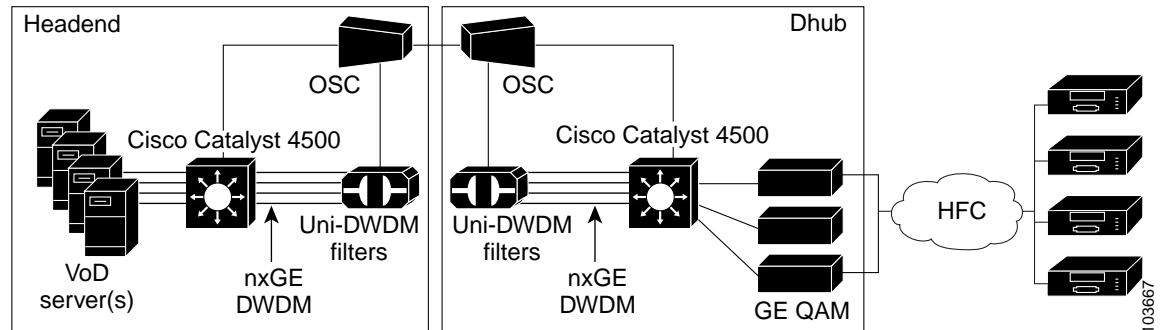 Headend
OSC
Cisco Catalyst 4500
VoD
server(s)
nxGE
DWDM
Uni-DWDM
filters
Dhub
OSC
Cisco Catalyst 4500
Uni-DWDM
filters
nxGE
DWDM
GE QAM
HFC
103667